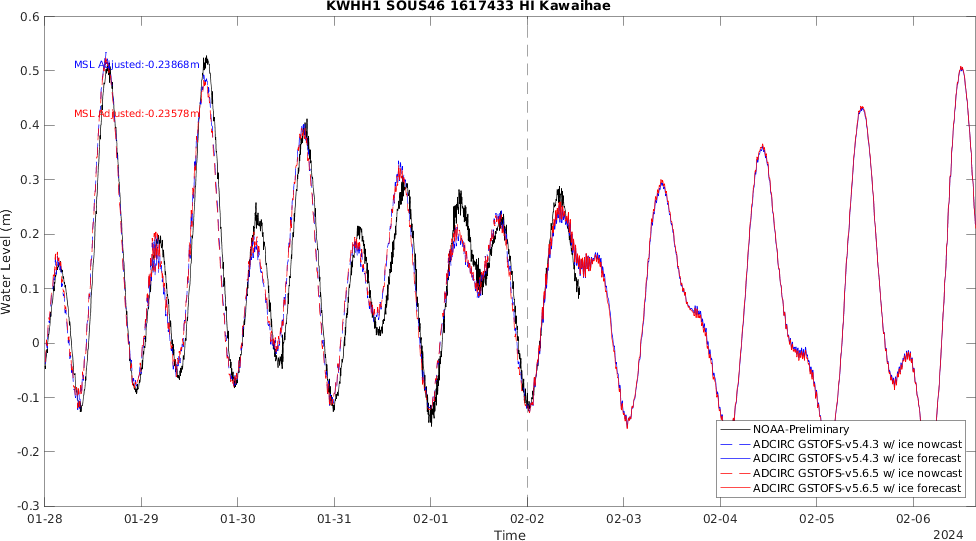 KWHH1 SOUS46 1617433 HI Kawaihae
0.6
0.5
0.4
0.3
0.2
0.1
0
-0.1
-0.2
-0.3
Water Level (m)
MSL Adjusted:-0.23868m
MSL Adjusted:-0.23578m
NOAA-Preliminary
ADCIRC GSTOFS-v5.4.3 w/ ice nowcast
ADCIRC GSTOFS-v5.4.3 w/ ice forecast
ADCIRC GSTOFS-v5.6.5 w/ ice nowcast
ADCIRC GSTOFS-v5.6.5 w/ ice forecast
01-28 01-29 01-30 01-31 02-01 02-02 02-03 02-04 02-05 02-06
Time
2024